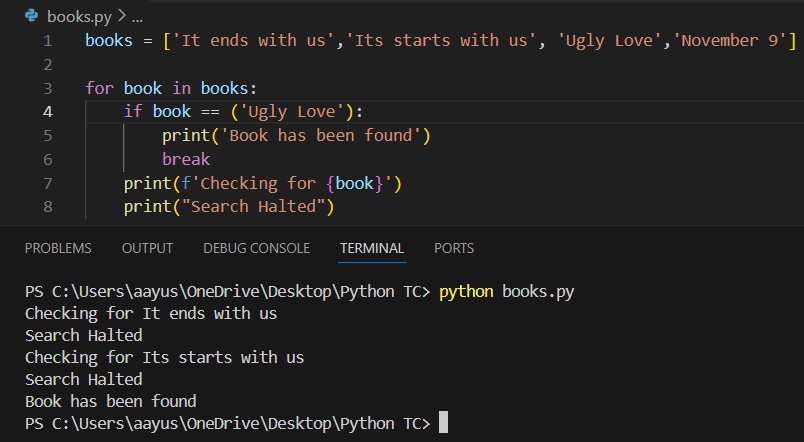 books.py > ...
1 books = ['It ends with us','Its starts with us', 'Ugly Love','November 9']
2
3 for book in books:
4     if book == ('Ugly Love'):
5         print('Book has been found')
6         break
7     print(f'Checking for {book}')
8     print("Search Halted")
PROBLEMS OUTPUT DEBUG CONSOLE TERMINAL PORTS
PS C:\Users\aayus\OneDrive\Desktop\Python TC> python books.py
Checking for It ends with us
Search Halted
Checking for Its starts with us
Search Halted
Book has been found
PS C:\Users\aayus\OneDrive\Desktop\Python TC>